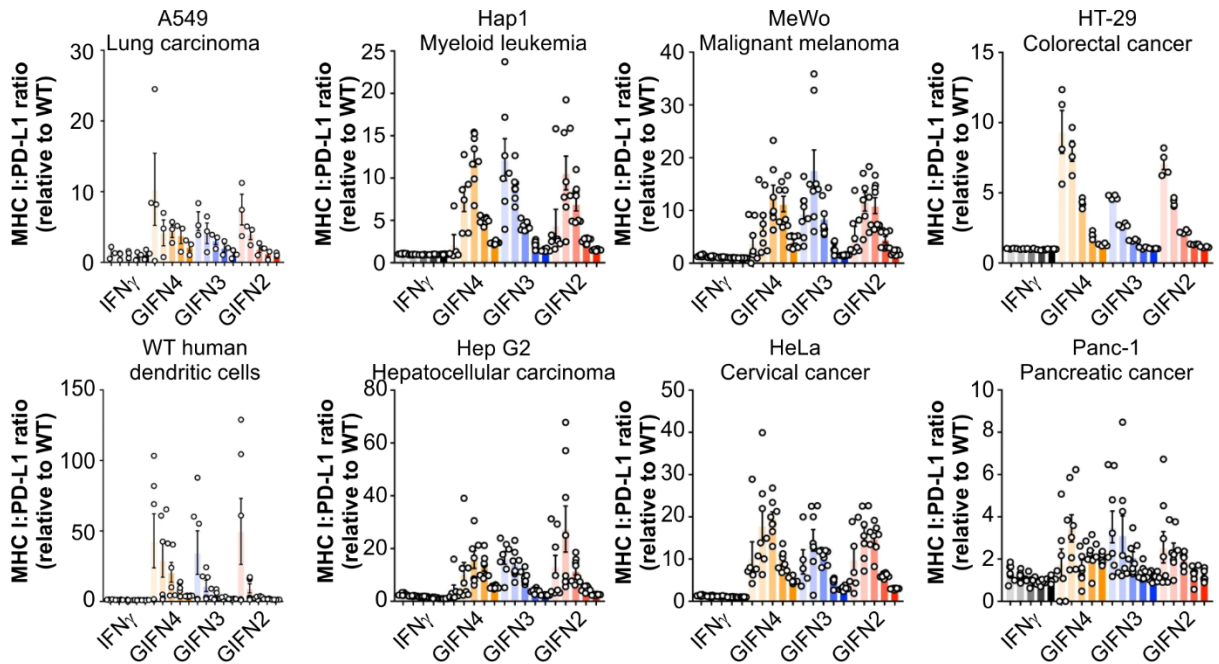 A549
Lung carcinoma
MHC I:PD-L1 ratio
(relative to WT)
30
20
10
0
IFNγ
GIFN4
GIFN3
GIFN2
Hap1
Myeloid leukemia
MHC I:PD-L1 ratio
(relative to WT)
25
20
15
10
5
0
IFNγ
GIFN4
GIFN3
GIFN2
MeWo
Malignant melanoma
MHC I:PD-L1 ratio
(relative to WT)
40
30
20
10
0
IFNγ
GIFN4
GIFN3
GIFN2
HT-29
Colorectal cancer
MHC I:PD-L1 ratio
(relative to WT)
15
10
5
0
IFNγ
GIFN4
GIFN3
GIFN2
WT human
dendritic cells
MHC I:PD-L1 ratio
(relative to WT)
150
100
50
0
IFNγ
GIFN4
GIFN3
GIFN2
Hep G2
Hepatocellular carcinoma
MHC I:PD-L1 ratio
(relative to WT)
80
60
40
20
0
IFNγ
GIFN4
GIFN3
GIFN2
HeLa
Cervical cancer
MHC I:PD-L1 ratio
(relative to WT)
50
40
30
20
10
0
IFNγ
GIFN4
GIFN3
GIFN2
Panc-1
Pancreatic cancer
MHC I:PD-L1 ratio
(relative to WT)
10
8
6
4
2
0
IFNγ
GIFN4
GIFN3
GIFN2